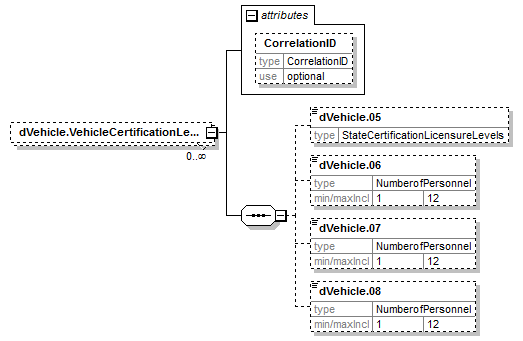 attributes
CorrelationID
type CorrelationID
use optional
dVehicle.VehicleCertificationLe...
0..∞
dVehicle.05
type StateCertificationLicensureLevels
dVehicle.06
type NumberofPersonnel
min/maxIncl 1 12
dVehicle.07
type NumberofPersonnel
min/maxIncl 1 12
dVehicle.08
type NumberofPersonnel
min/maxIncl 1 12